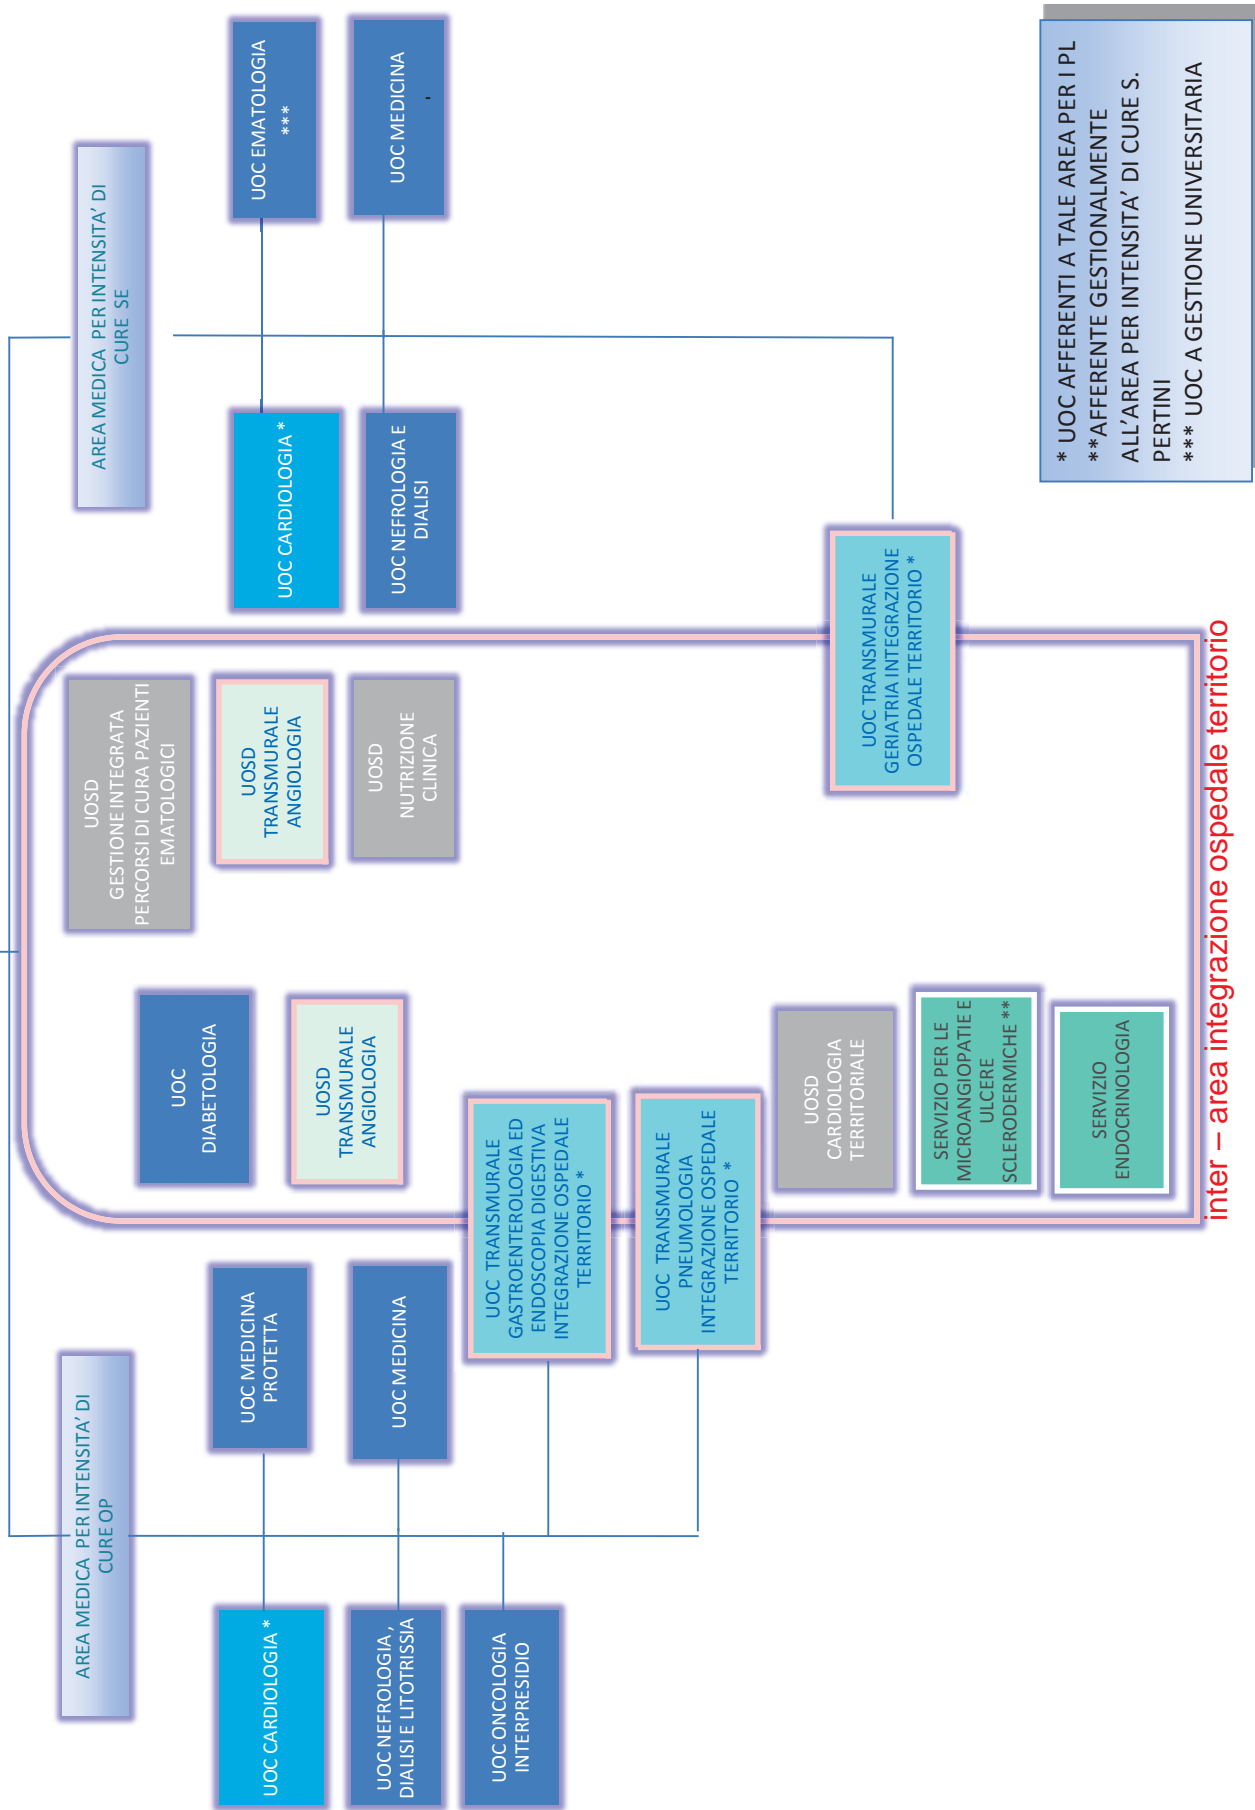 AREA MEDICA PER INTENSITA’ DI
CURE OP
AREA MEDICA PER INTENSITA’ DI
CURE SE
UOC CARDIOLOGIA *
UOC MEDICINA
PROTETTA
UOC NEFROLOGIA ,
DIALISI E LITOTRISSIA
UOC MEDICINA
UOC ONCOLOGIA
INTERPRESIDIO
UOC TRANSMURALE
GASTROENTEROLOGIA ED
ENDOSCOPIA DIGESTIVA
INTEGRAZIONE OSPEDALE
TERRITORIO *
UOC TRANSMURALE
PNEUMOLOGIA
INTEGRAZIONE OSPEDALE
TERRITORIO *
UOC
DIABETOLOGIA
UOSD
TRANSMURALE
ANGIOLOGIA
UOSD
CARDIOLOGIA
TERRITORIALE
SERVIZIO PER LE
MICROANGIOPATIE E
ULCERE
SCLERODERMICHE **
SERVIZIO
ENDOCRINOLOGIA
UOSD
GESTIONE INTEGRATA
PERCORSI DI CURA PAZIENTI
EMATOLOGICI
UOSD
TRANSMURALE
ANGIOLOGIA
UOSD
NUTRIZIONE
CLINICA
UOC TRANSMURALE
GERIATRIA INTEGRAZIONE
OSPEDALE TERRITORIO *
UOC CARDIOLOGIA *
UOC EMATOLOGIA
***
UOC NEFROLOGIA E
DIALISI
UOC MEDICINA
inter – area integrazione ospedale territorio
* UOC AFFERENTI A TALE AREA PER I PL
**AFFERENTE GESTIONALMENTE
ALL’AREA PER INTENSITA’ DI CURE S.
PERTINI
*** UOC A GESTIONE UNIVERSITARIA